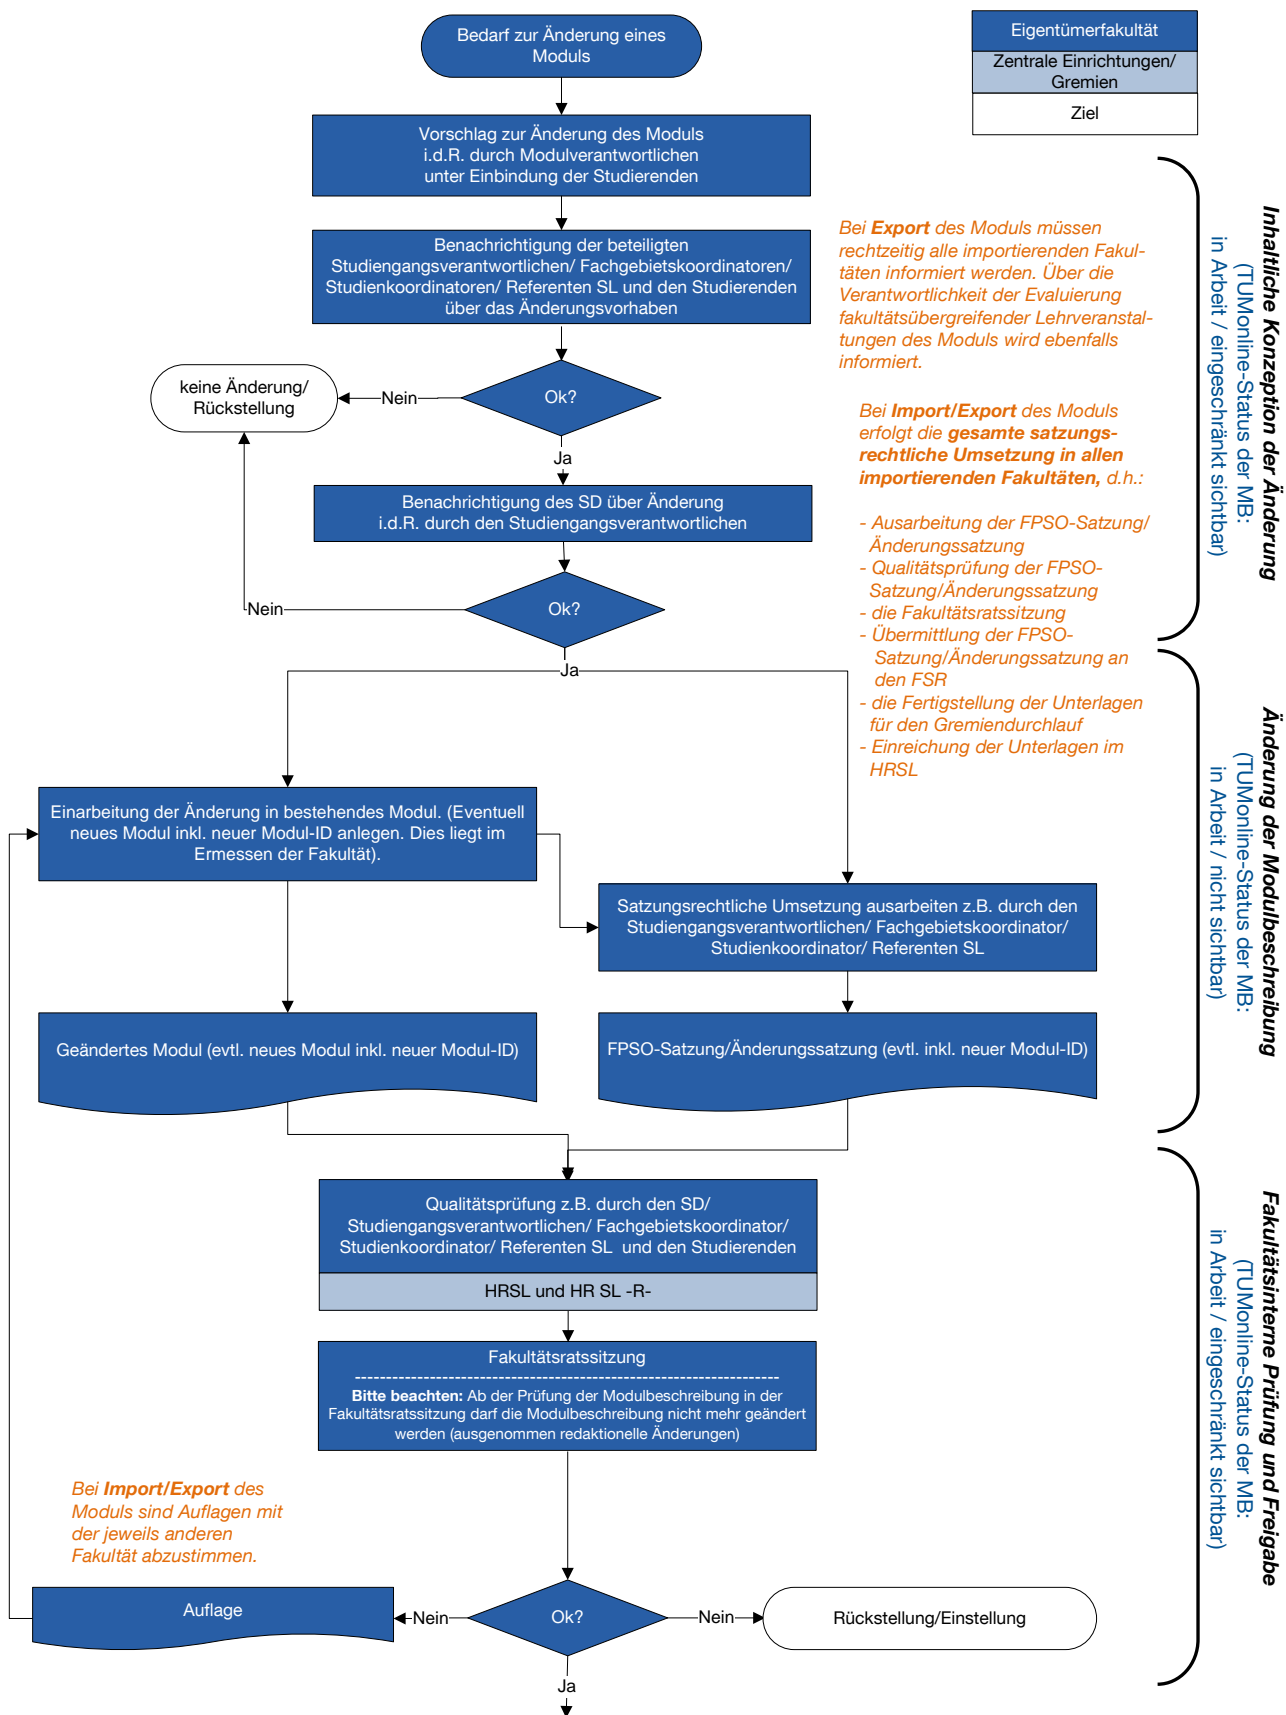 Bedarf zur Änderung eines
Moduls
Eigentümerfakultät
Zentrale Einrichtungen/
Gremien
Ziel
Vorschlag zur Änderung des Moduls
i.d.R. durch Modulverantwortlichen
unter Einbindung der Studierenden
Benachrichtigung der beteiligten
Studiengangsverantwortlichen/ Fachgebietskoordinatoren/
Studienkoordinatoren/ Referenten SL und den Studierenden
über das Änderungsvorhaben
Bei Export des Moduls müssen
rechtzeitig alle importierenden Fakul-
täten informiert werden. Über die
Verantwortlichkeit der Evaluierung
fakultätsübergreifender Lehrveranstal-
tungen des Moduls wird ebenfalls
informiert.
Inhaltliche Konzeption der Änderung
(TUMonline-Status der MB:
in Arbeit / eingeschränkt sichtbar)
keine Änderung/
Rückstellung
Nein
Ok?
Ja
Bei Import/Export des Moduls
erfolgt die gesamte satzungs-
rechtliche Umsetzung in allen
importierenden Fakultäten, d.h.:
- Ausarbeitung der FPSO-Satzung/
Änderungssatzung
- Qualitätsprüfung der FPSO-
Satzung/Änderungssatzung
- die Fakultätsratssitzung
- Übermittlung der FPSO-
Satzung/Änderungssatzung an
den FSR
- die Fertigstellung der Unterlagen
für den Gremiendurchlauf
- Einreichung der Unterlagen im
HRSL
Benachrichtigung des SD über Änderung
i.d.R. durch den Studiengangsverantwortlichen
Nein
Ok?
Ja
Änderung der Modulbeschreibung
(TUMonline-Status der MB:
in Arbeit / nicht sichtbar)
Einarbeitung der Änderung in bestehendes Modul. (Eventuell
neues Modul inkl. neuer Modul-ID anlegen. Dies liegt im
Ermessen der Fakultät).
Satzungsrechtliche Umsetzung ausarbeiten z.B. durch den
Studiengangsverantwortlichen/ Fachgebietskoordinator/
Studienkoordinator/ Referenten SL
Geändertes Modul (evtl. neues Modul inkl. neuer Modul-ID)
FPSO-Satzung/Änderungssatzung (evtl. inkl. neuer Modul-ID)
Qualitätsprüfung z.B. durch den SD/
Studiengangsverantwortlichen/ Fachgebietskoordinator/
Studienkoordinator/ Referenten SL und den Studierenden
HRSL und HR SL -R-
Fakultätsinterne Prüfung und Freigabe
(TUMonline-Status der MB:
in Arbeit / eingeschränkt sichtbar)
Fakultätsratssitzung
Bitte beachten: Ab der Prüfung der Modulbeschreibung in der
Fakultätsratssitzung darf die Modulbeschreibung nicht mehr geändert
werden (ausgenommen redaktionelle Änderungen)
Bei Import/Export des
Moduls sind Auflagen mit
der jeweils anderen
Fakultät abzustimmen.
Auflage
Nein
Ok?
Nein
Rückstellung/Einstellung
Ja